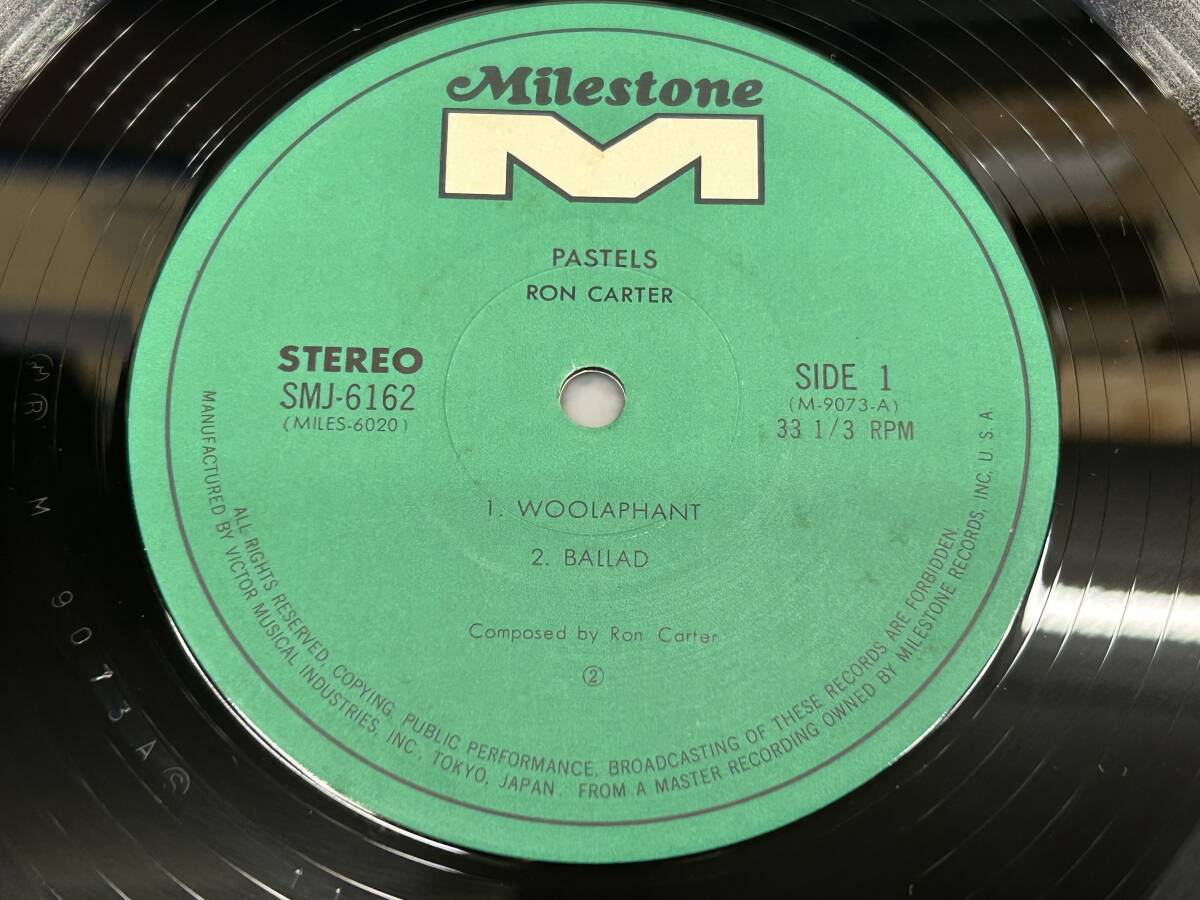 Milestone
M
PASTELS
RON CARTER
STEREO
SMJ-6162
(MILES-6020)
SIDE 1
(M-9073-A)
33 1/3 RPM
1. WOOLAPHANT
2. BALLAD
Composed by Ron Carter
②
ALL RIGHTS RESERVED, COPYING, PUBLIC PERFORMANCE, BROADCASTING OF THESE RECORDS ARE FORBIDDEN.
MANUFACTURED BY VICTOR MUSICAL INDUSTRIES, INC., TOKYO, JAPAN. FROM A MASTER RECORDING OWNED BY MILESTONE RECORDS, INC, U.S.A.
M 9073 A